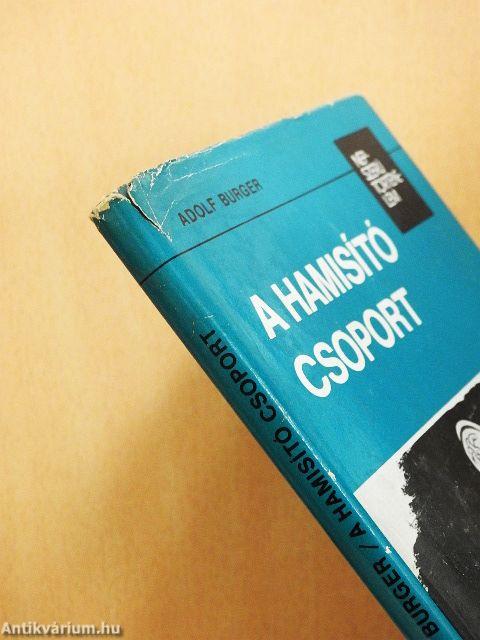 ADOLF BURGER
A HAMISÍTÓ
CSOPORT
BURGER / A HAMISÍTÓ CSOPORT
Antikvárium.hu